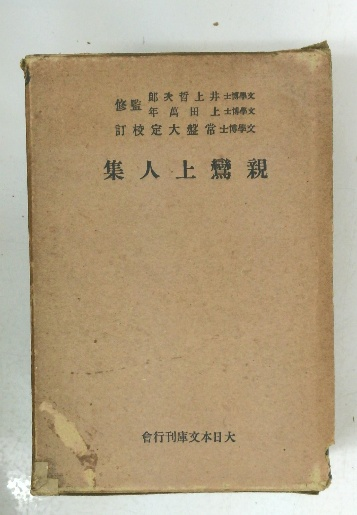 文學博士井上哲次郎
文學博士上田萬年
監修
文學博士常盤大定校訂
親鸞上人集
大日本文庫刊行會